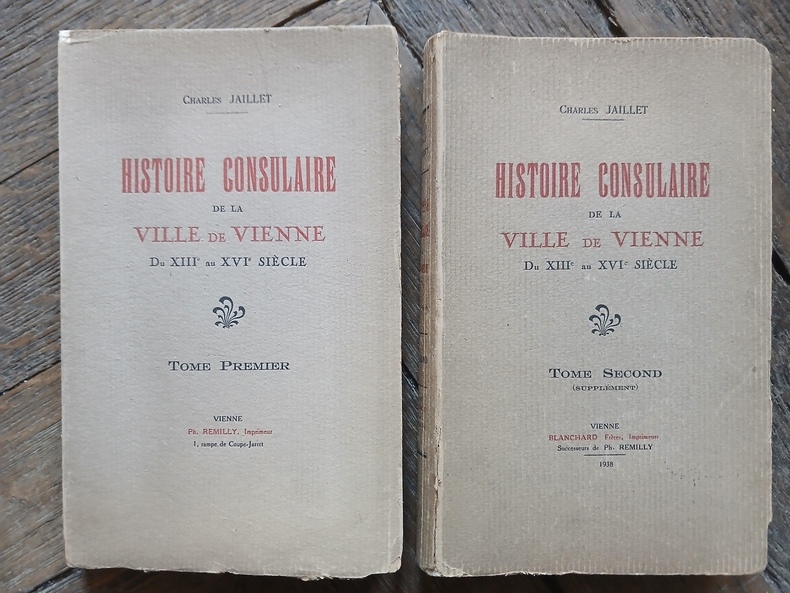 Charles JAILLET
HISTOIRE CONSULAIRE
DE LA
VILLE DE VIENNE
Du XIIIe au XVIe SIÈCLE
TOME PREMIER
VIENNE
Ph. REMILLY, Imprimeur
1, rampe de Coupe-Jarret
Charles JAILLET
HISTOIRE CONSULAIRE
DE LA
VILLE DE VIENNE
Du XIIIe au XVIe SIÈCLE
TOME SECOND
(SUPPLÉMENT)
VIENNE
BLANCHARD Frères, Imprimeurs
Successeurs de Ph. REMILLY
1938